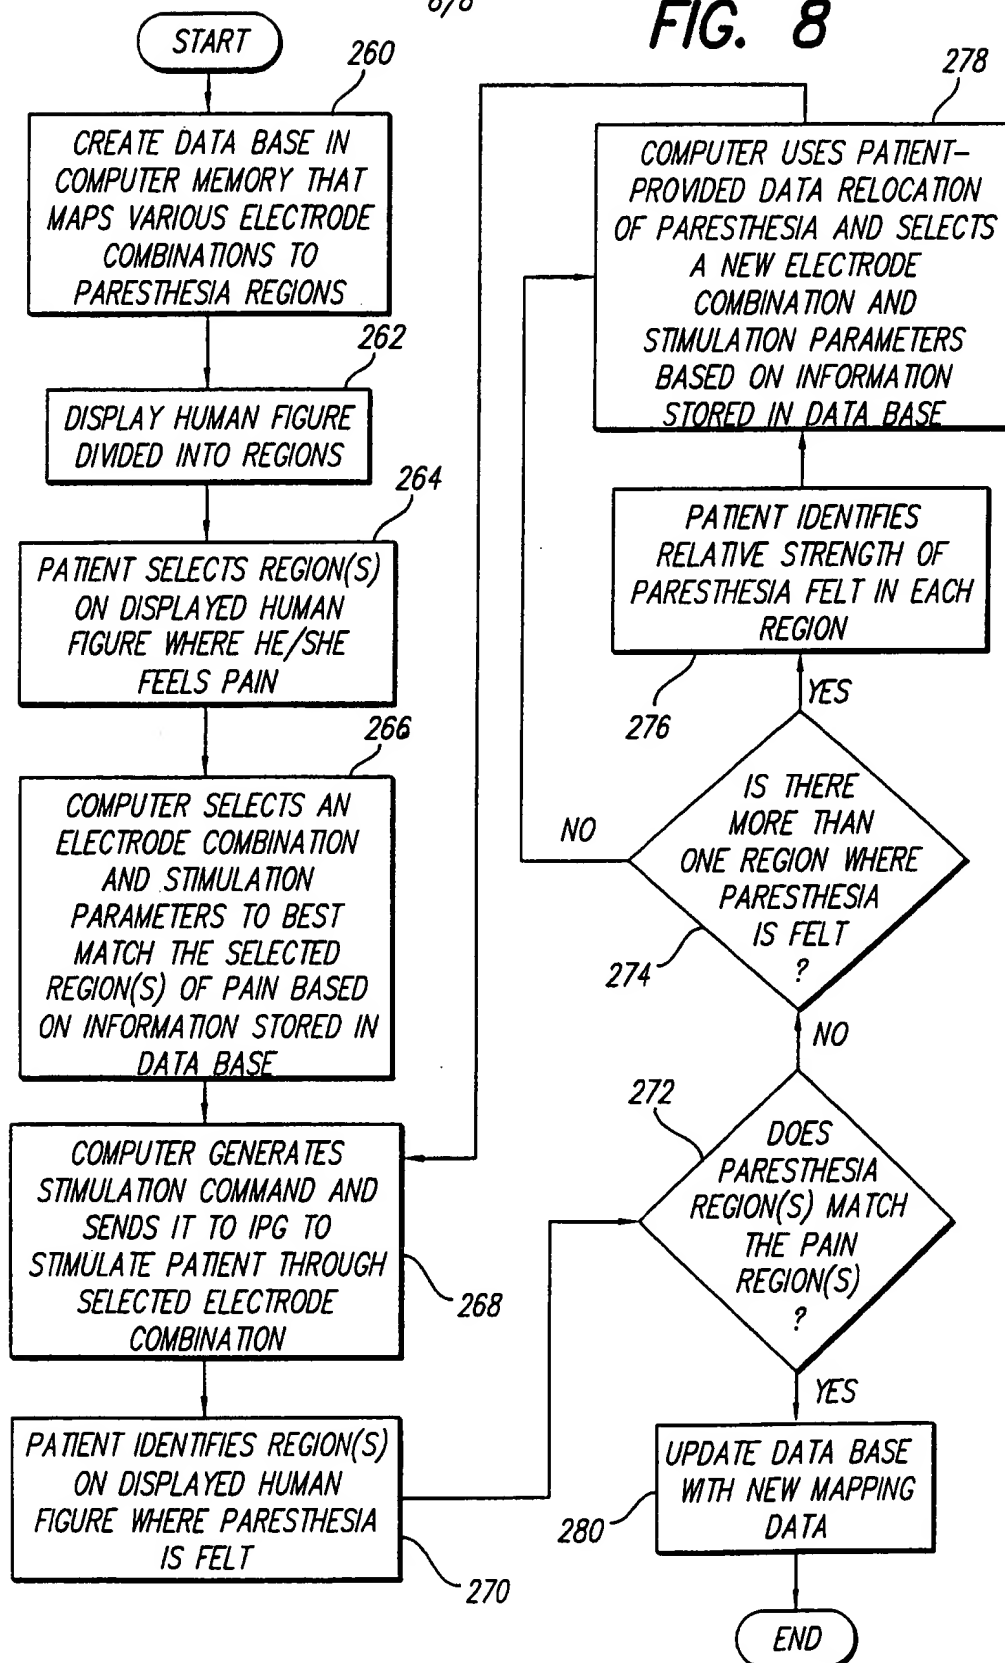 8/8
FIG. 8
START
260
CREATE DATA BASE IN
COMPUTER MEMORY THAT
MAPS VARIOUS ELECTRODE
COMBINATIONS TO
PARESTHESIA REGIONS
262
DISPLAY HUMAN FIGURE
DIVIDED INTO REGIONS
264
PATIENT SELECTS REGION(S)
ON DISPLAYED HUMAN
FIGURE WHERE HE/SHE
FEELS PAIN
266
COMPUTER SELECTS AN
ELECTRODE COMBINATION
AND STIMULATION
PARAMETERS TO BEST
MATCH THE SELECTED
REGION(S) OF PAIN BASED
ON INFORMATION STORED IN
DATA BASE
COMPUTER GENERATES
STIMULATION COMMAND AND
SENDS IT TO IPG TO
STIMULATE PATIENT THROUGH
SELECTED ELECTRODE
COMBINATION
268
PATIENT IDENTIFIES REGION(S)
ON DISPLAYED HUMAN
FIGURE WHERE PARESTHESIA
IS FELT
270
278
COMPUTER USES PATIENT-
PROVIDED DATA RELOCATION
OF PARESTHESIA AND SELECTS
A NEW ELECTRODE
COMBINATION AND
STIMULATION PARAMETERS
BASED ON INFORMATION
STORED IN DATA BASE
PATIENT IDENTIFIES
RELATIVE STRENGTH OF
PARESTHESIA FELT IN EACH
REGION
276
YES
IS THERE
MORE THAN
ONE REGION WHERE
PARESTHESIA
IS FELT
?
NO
274
NO
272
DOES
PARESTHESIA
REGION(S) MATCH
THE PAIN
REGION(S)
?
YES
UPDATE DATA BASE
WITH NEW MAPPING
DATA
280
END